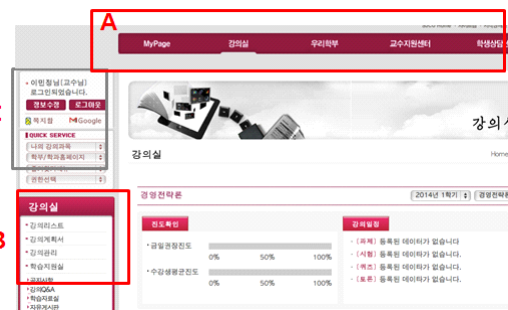 A
MyPage 강의실 우리학부 교수지원센터 학생상담
이민창님(교수님)
로그인되었습니다.
정보수정 로그아웃
쪽지함 Google
QUICK SERVICE
나의 강의과목
학부/학과홈페이지
권한선택
강의실
Home
강의실
강의리스트
강의계획서
강의관리
학습지원실
공지사항
강의Q&A
학습자료실
자유게시판
B
경영전략론 2014년 1학기 경영전략론
진도확인
금일권장진도
0% 50% 100%
수강생평균진도
0% 50% 100%
강의일정
[과제] 등록된 데이타가 없습니다
[시험] 등록된 데이타가 없습니다.
[퀴즈] 등록된 데이타가 없습니다.
[토론] 등록된 데이타가 없습니다.